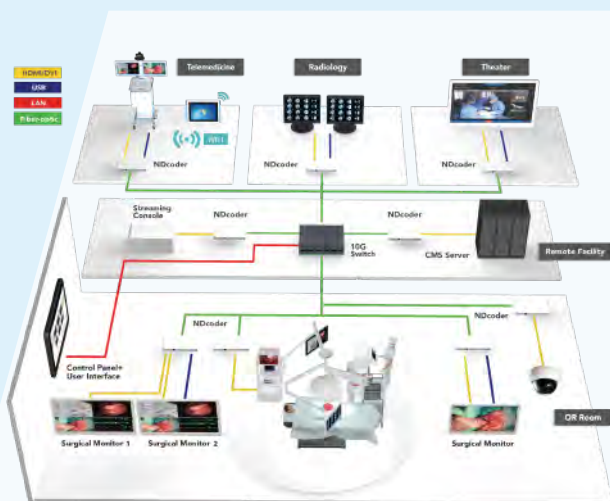 HDMI/DVI
USB
LAN
Fiber-optic
Telemedicine
Radiology
Theater
WiFi
NDcoder
NDcoder
NDcoder
Streaming
Console
NDcoder
NDcoder
10G
Switch
CMS Server
Remote Facility
NDcoder
NDcoder
Control Panel+
User Interface
OR Room
Surgical Monitor 1
Surgical Monitor 2
Surgical Monitor